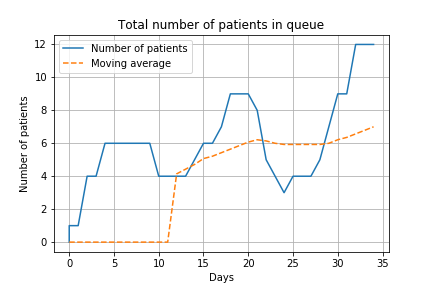 Total number of patients in queue
Number of patients
Moving average
Number of patients
12
10
8
6
4
2
0
0 5 10 15 20 25 30 35
Days